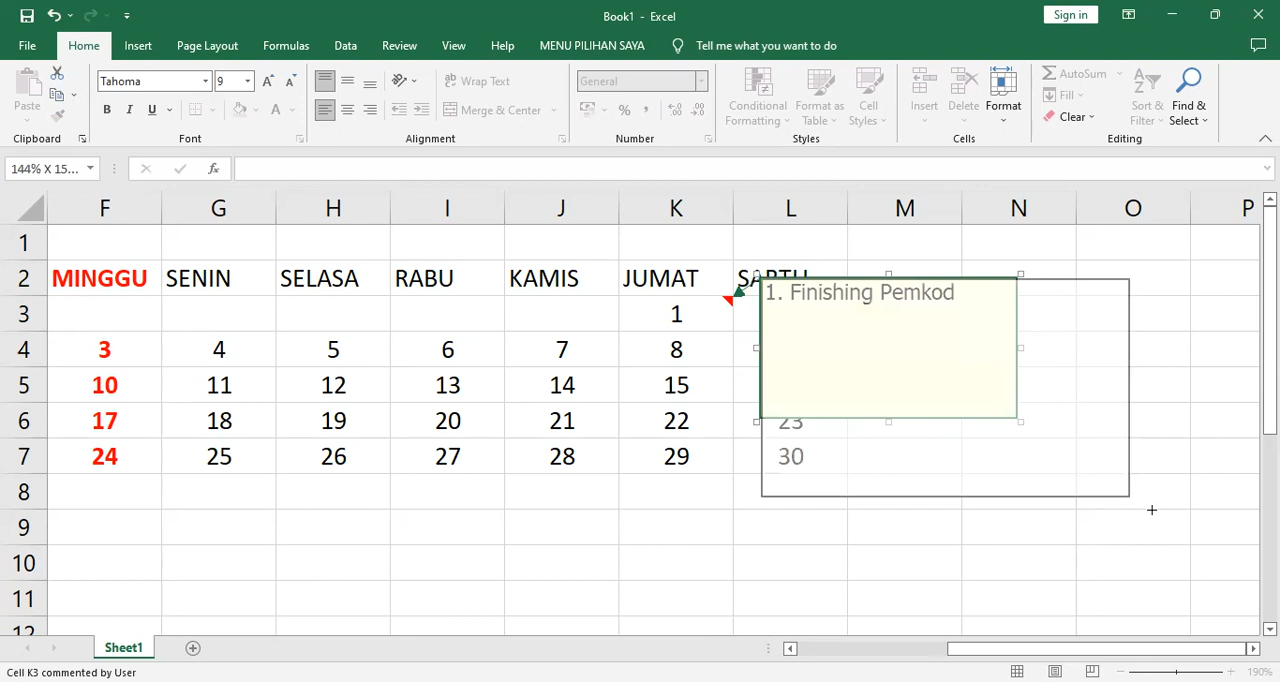 Book1 - Excel
Sign in
File Home Insert Page Layout Formulas Data Review View Help MENU PILIHAN SAYA Tell me what you want to do
Paste
Tahoma 9
B I U
Wrap Text
Merge & Center
General
Conditional Formatting
Format as Table
Cell Styles
Insert Delete Format
AutoSum
Fill
Clear
Sort & Filter
Find & Select
Clipboard Font Alignment Number Styles Cells Editing
144% X 15... fx
F G H I J K L M N O P
1
2 MINGGU SENIN SELASA RABU KAMIS JUMAT SABTU
3 1
1. Finishing Pemkod
4 3 4 5 6 7 8
5 10 11 12 13 14 15
6 17 18 19 20 21 22 23
7 24 25 26 27 28 29 30
8
9
10
11
12
Sheet1
Cell K3 commented by User 190%